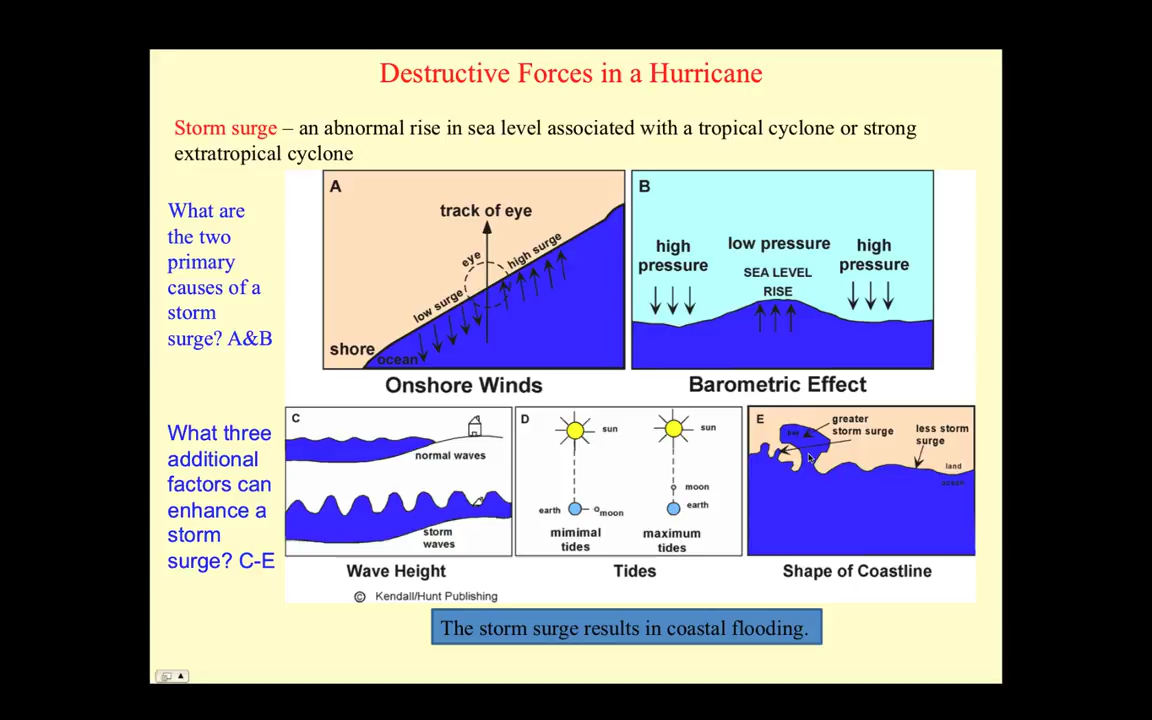 Destructive Forces in a Hurricane
Storm surge – an abnormal rise in sea level associated with a tropical cyclone or strong
extratropical cyclone
What are
the two
primary
causes of a
storm
surge? A&B
A
track of eye
eye
high surge
low surge
shore
ocean
Onshore Winds
B
high
pressure
low pressure
high
pressure
SEA LEVEL
RISE
Barometric Effect
What three
additional
factors can
enhance a
storm
surge? C-E
C
normal waves
storm
waves
Wave Height
D
sun
earth
moon
mimimal
tides
sun
moon
earth
maximum
tides
Tides
E
bay
greater
storm surge
less storm
surge
land
ocean
Shape of Coastline
© Kendall/Hunt Publishing
The storm surge results in coastal flooding.